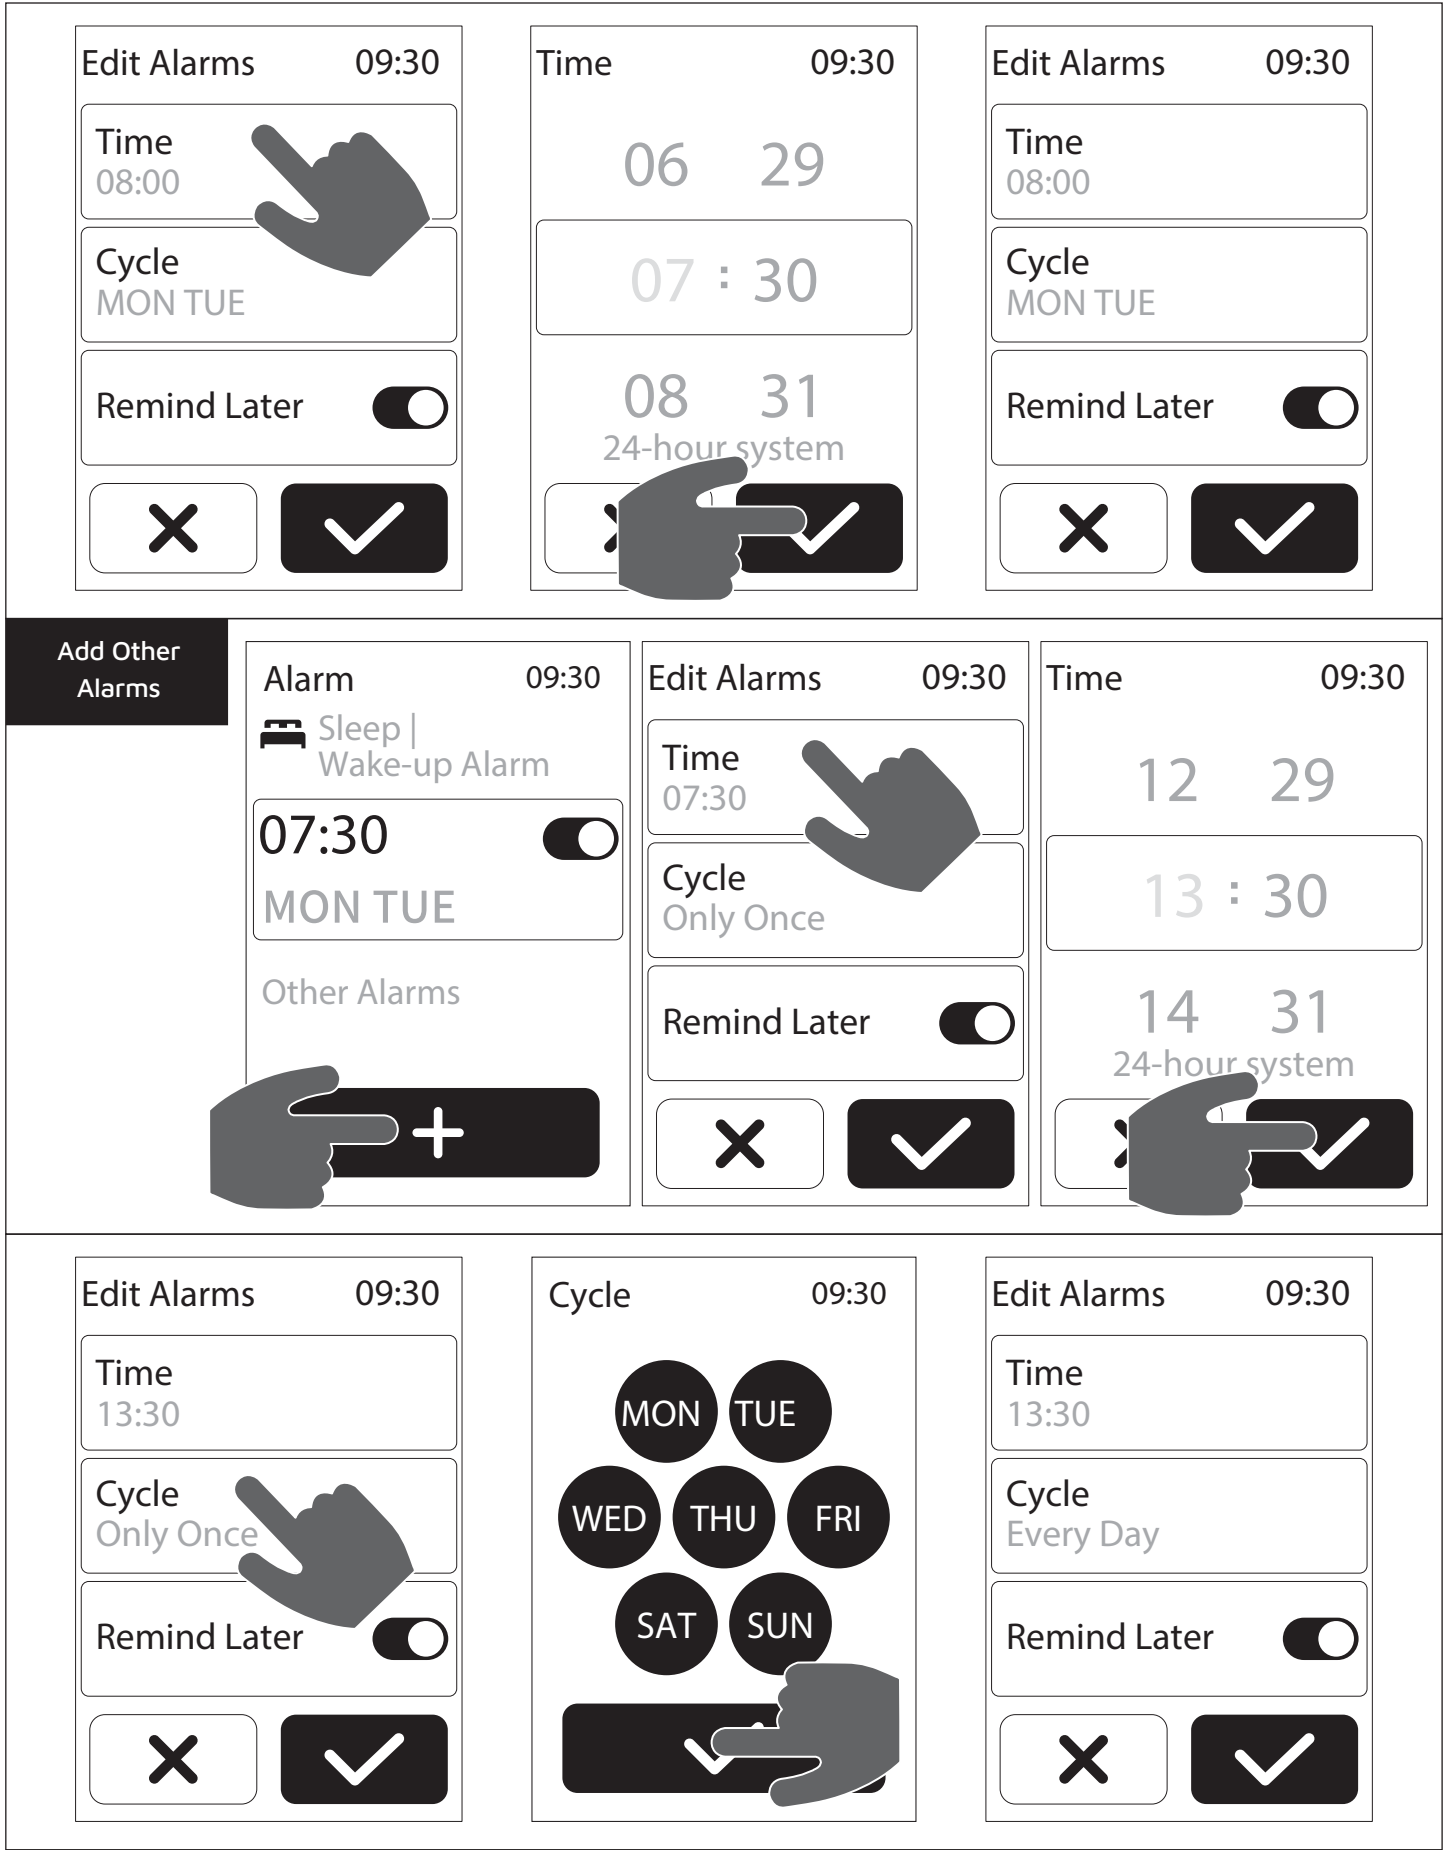 Edit Alarms 09:30
Time
08:00
Cycle
MON TUE
Remind Later
Time 09:30
06 29
07 : 30
08 31
24-hour system
Edit Alarms 09:30
Time
08:00
Cycle
MON TUE
Remind Later
Add Other
Alarms
Alarm 09:30
Sleep |
Wake-up Alarm
07:30
MON TUE
Other Alarms
Edit Alarms 09:30
Time
07:30
Cycle
Only Once
Remind Later
Time 09:30
12 29
13 : 30
14 31
24-hour system
Edit Alarms 09:30
Time
13:30
Cycle
Only Once
Remind Later
Cycle 09:30
MON TUE
WED THU FRI
SAT SUN
Edit Alarms 09:30
Time
13:30
Cycle
Every Day
Remind Later